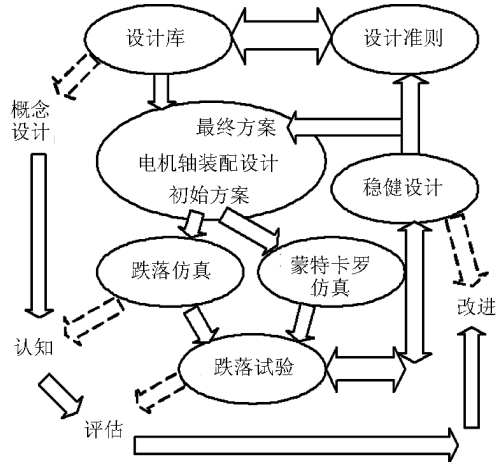 设计库
设计准则
概念
设计
最终方案
电机轴装配设计
初始方案
稳健设计
跌落仿真
蒙特卡罗
仿真
改进
认知
跌落试验
评估